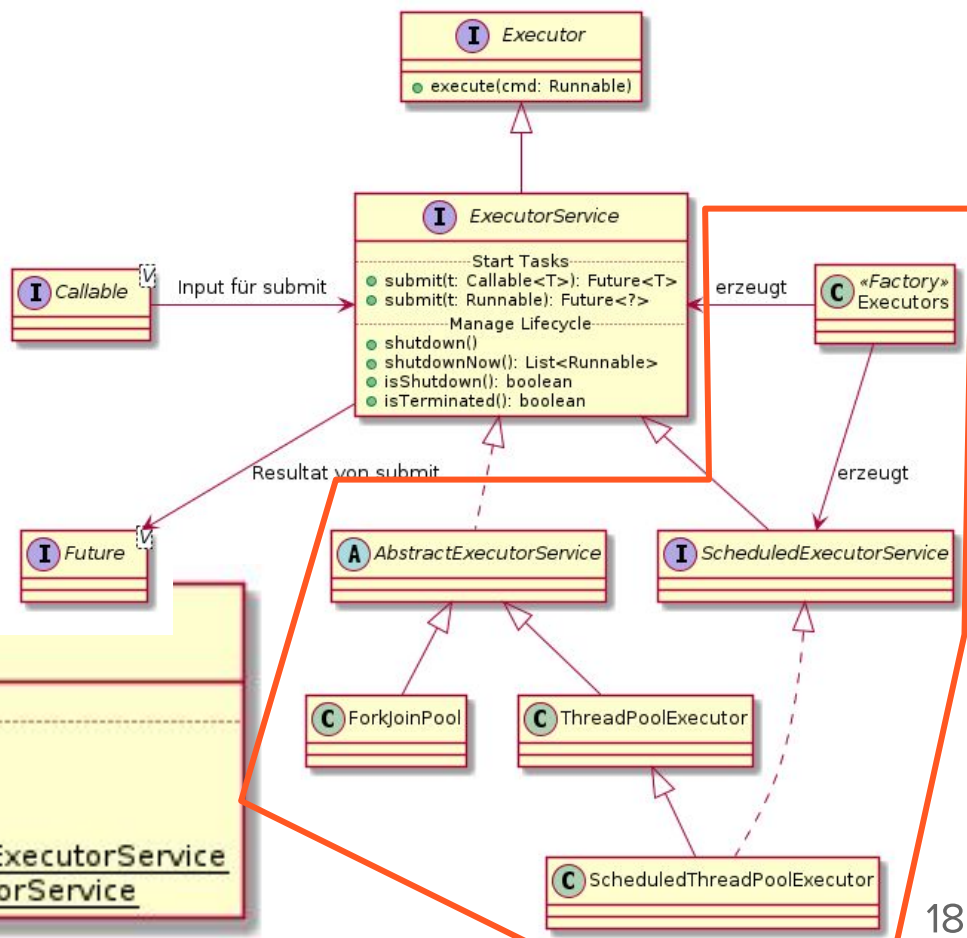 I Executor
execute(cmd: Runnable)
I ExecutorService
Start Tasks
submit(t: Callable<T>): Future<T>
submit(t: Runnable): Future<?>
Manage Lifecycle
shutdown()
shutdownNow(): List<Runnable>
isShutdown(): boolean
isTerminated(): boolean
I Callable
V
Input für submit
erzeugt
C «Factory»
Executors
Resultat von submit
erzeugt
I Future
V
A AbstractExecutorService
I ScheduledExecutorService
C ForkJoinPool
C ThreadPoolExecutor
ExecutorService
orService
C ScheduledThreadPoolExecutor
18